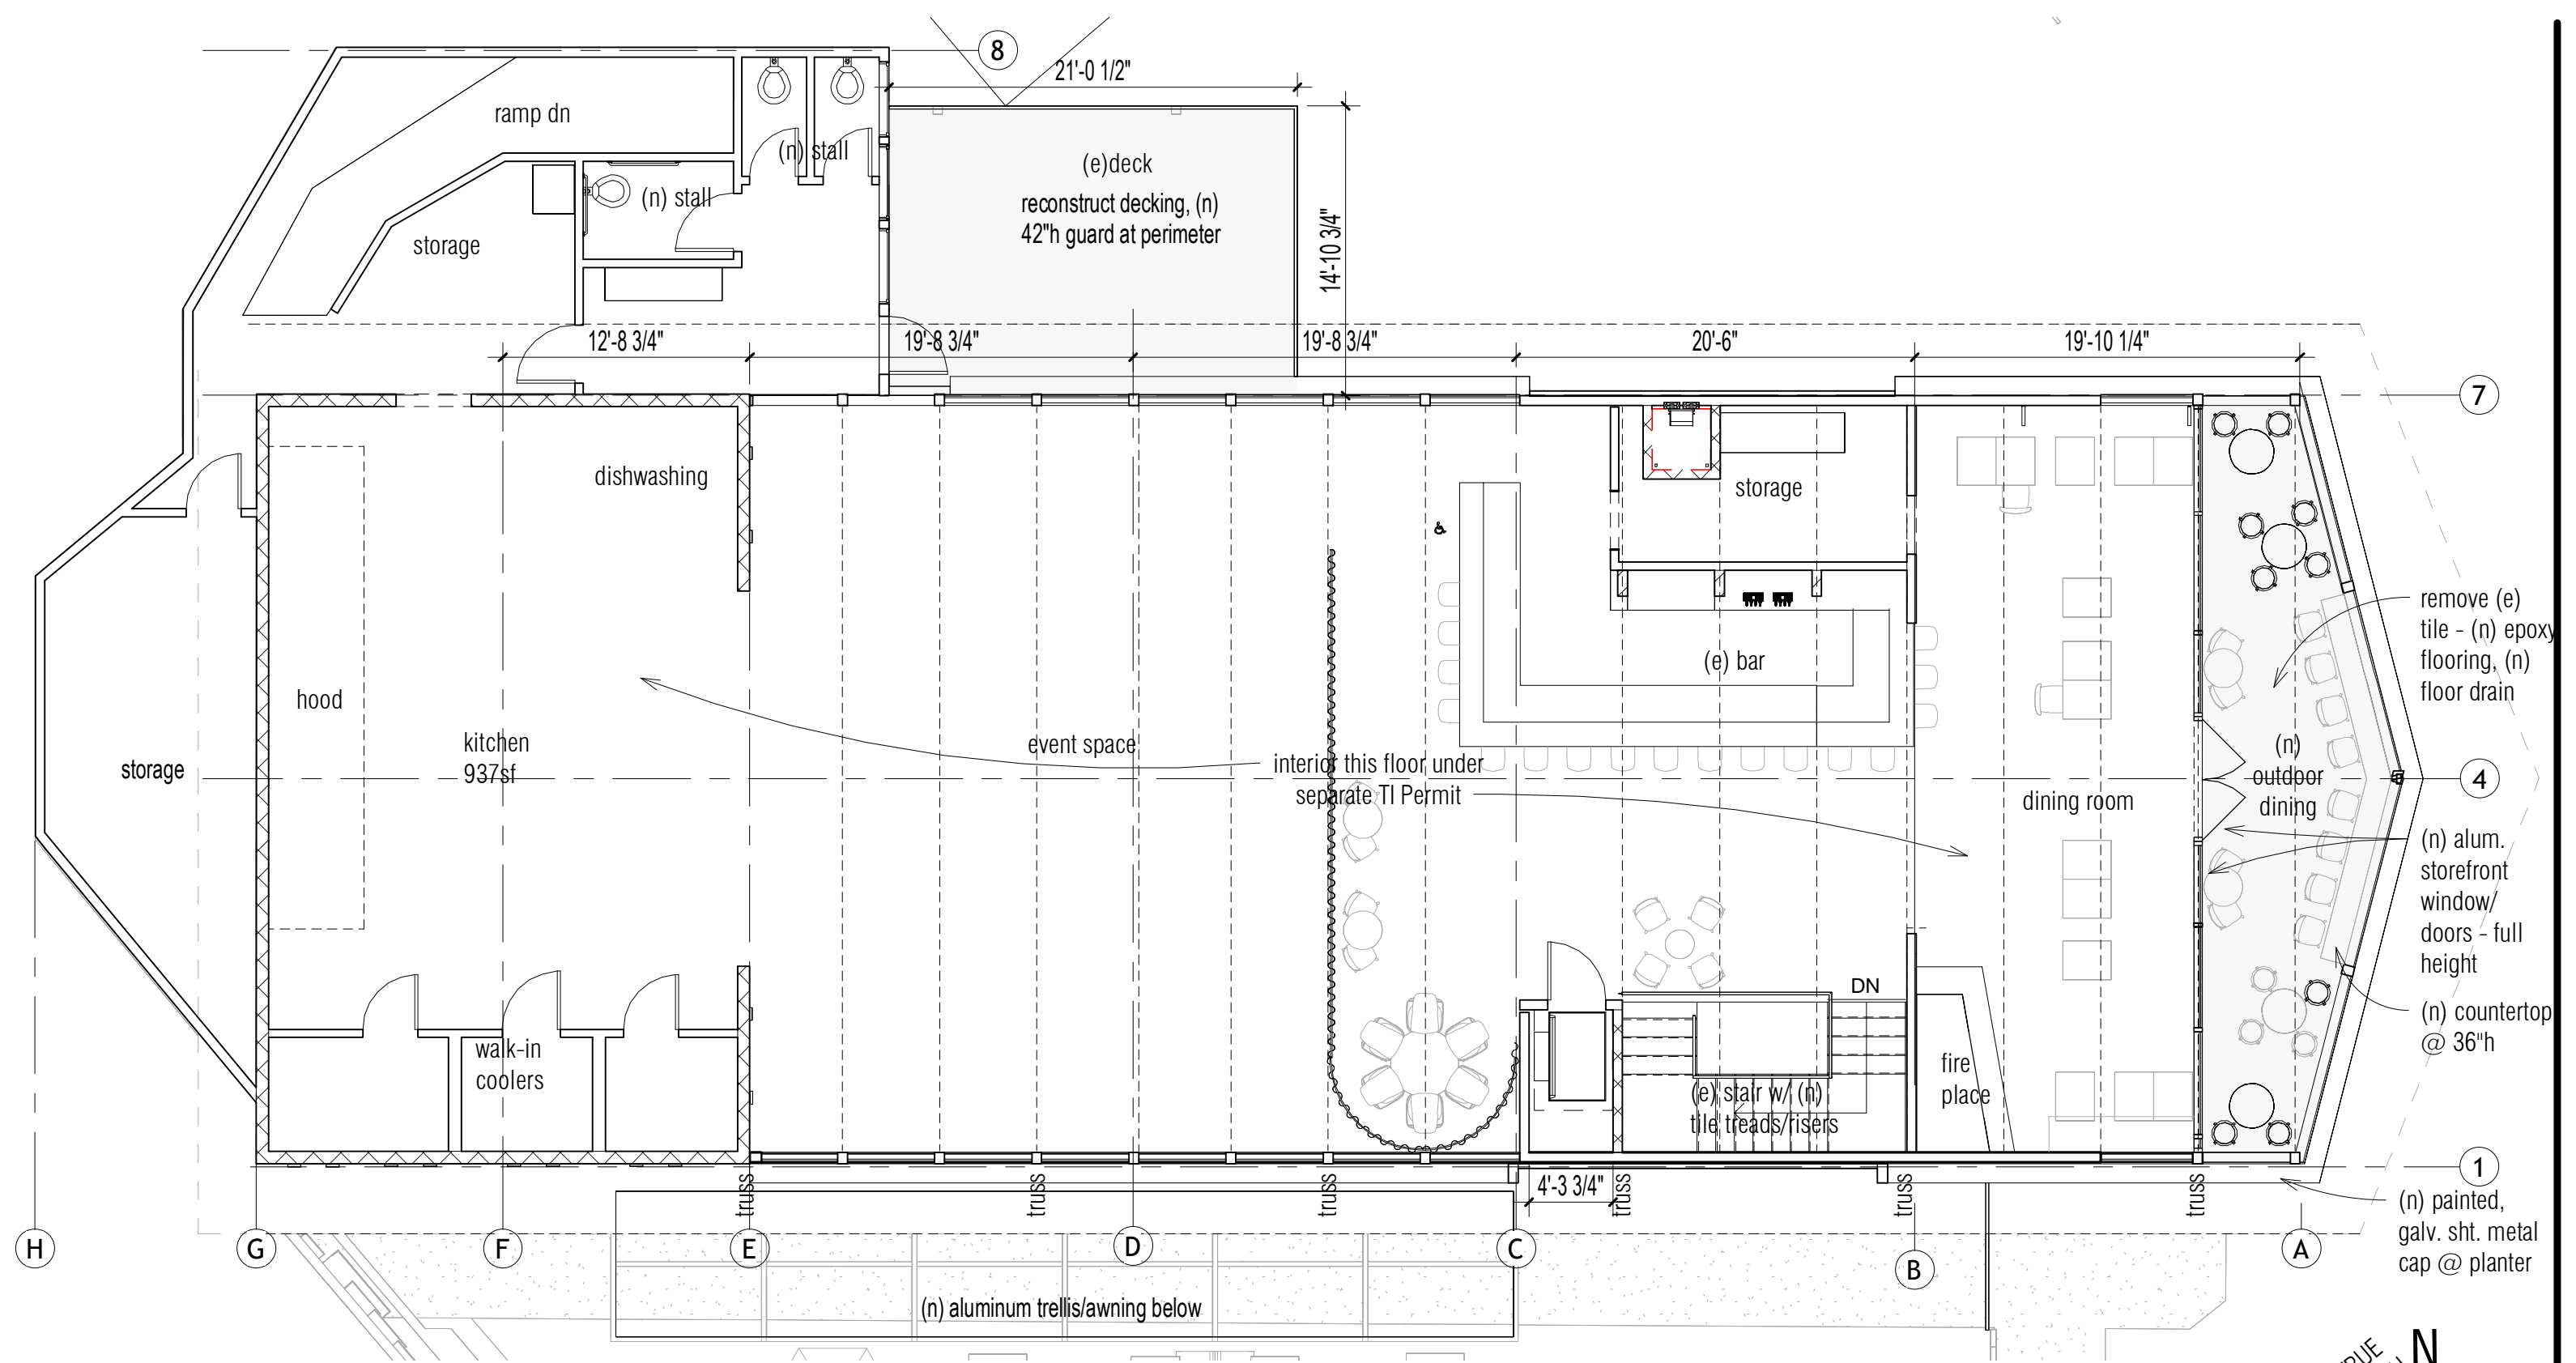 8
21'-0 1/2"
ramp dn
(n) stall
(e)deck
(n) stall
reconstruct decking, (n)
42"h guard at perimeter
14'-10 3/4"
storage
12'-8 3/4"
19'-8 3/4"
19'-8 3/4"
20'-6"
19'-10 1/4"
7
dishwashing
storage
remove (e)
tile - (n) epoxy
flooring, (n)
floor drain
(e) bar
hood
kitchen
937sf
event space
interior this floor under
separate TI Permit
storage
(n)
outdoor
dining
4
dining room
(n) alum.
storefront
window/
doors - full
height
DN
(n) countertop
@ 36"h
walk-in
coolers
fire
place
(e) stair w/ (n)
tile treads/risers
1
truss
truss
truss
4'-3 3/4"
truss
truss
truss
(n) painted,
galv. sht. metal
cap @ planter
H
G
F
E
D
C
B
A
(n) aluminum trellis/awning below
N